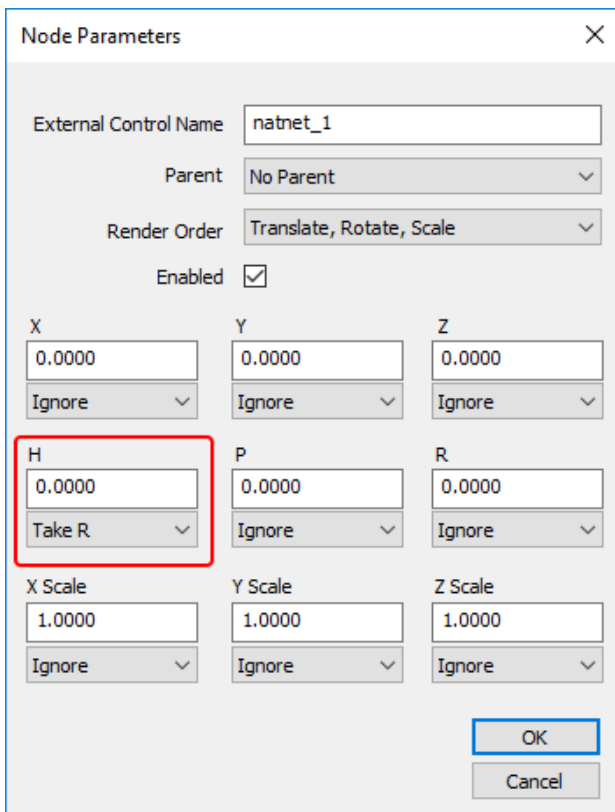 Node Parameters
External Control Name natnet_1
Parent No Parent
Render Order Translate, Rotate, Scale
Enabled
X Y Z
0.0000 0.0000 0.0000
Ignore Ignore Ignore
H P R
0.0000 0.0000 0.0000
Take R Ignore Ignore
X Scale Y Scale Z Scale
1.0000 1.0000 1.0000
Ignore Ignore Ignore
OK
Cancel